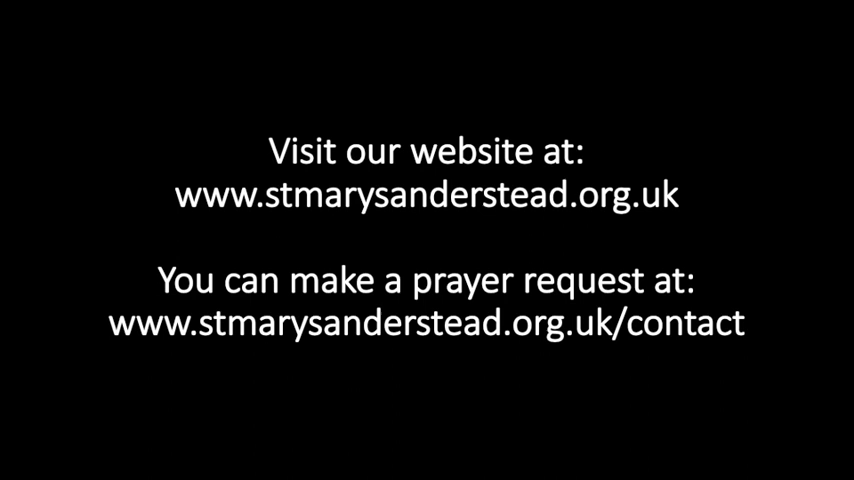 Visit our website at:
www.stmarysanderstead.org.uk
You can make a prayer request at:
www.stmarysanderstead.org.uk/contact